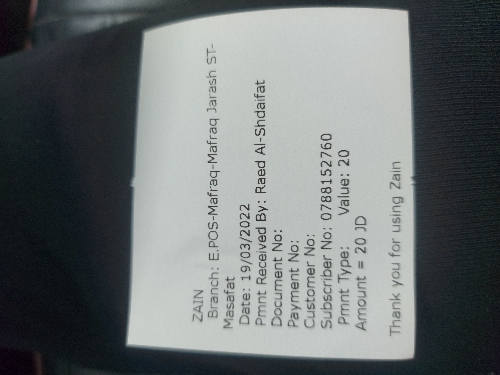 ZAIN
Branch: E.POS-Mafraq-Mafraq Jarash ST-
Masafat
Date: 19/03/2022
Pmnt Received By: Raed Al-Shdaifat
Document No:
Payment No:
Customer No:
Subscriber No: 0788152760
Pmnt Type: Value: 20
Amount = 20 JD
Thank you for using Zain